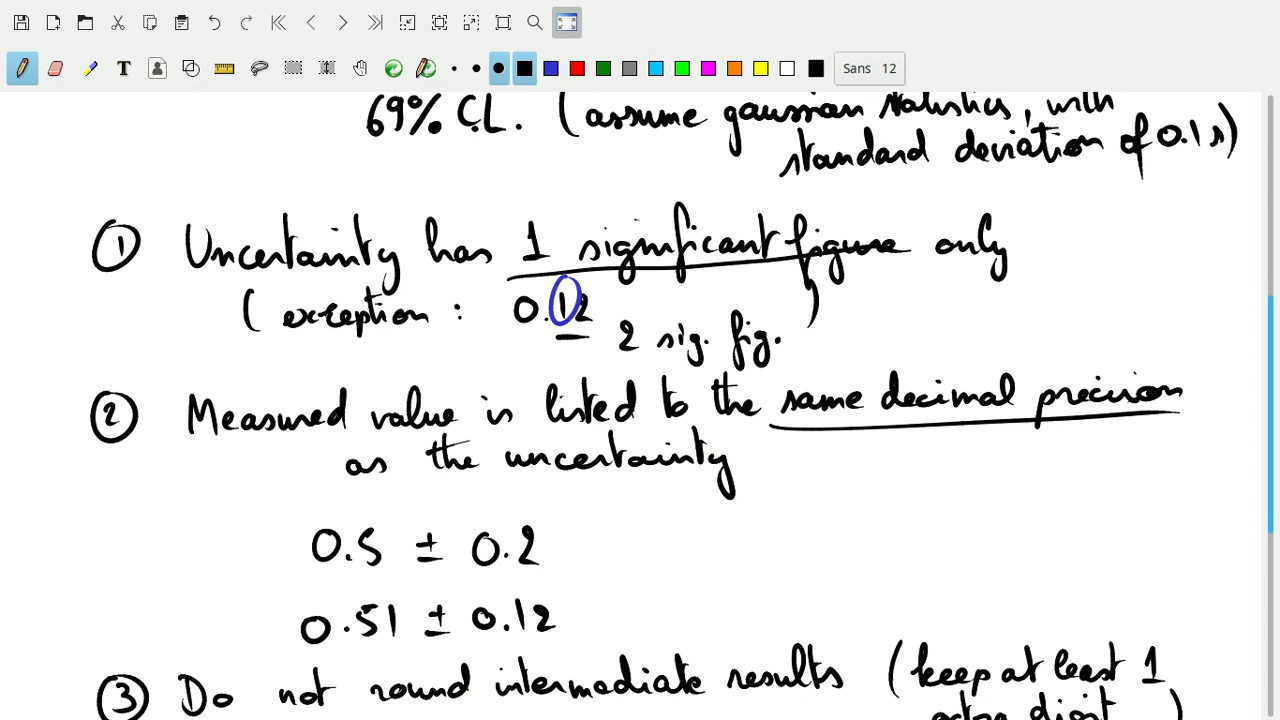 T
Sans 12
69% C.L. (assume gaussian statistics, with
standard deviation of 0.1 s)
① Uncertainty has 1 significant figure only
(exception : 0.12 2 sig. fig. )
② Measured value is listed to the same decimal precision
as the uncertainty
0.5 ± 0.2
0.51 ± 0.12
③ Do not round intermediate results (keep at least 1
extra digit )